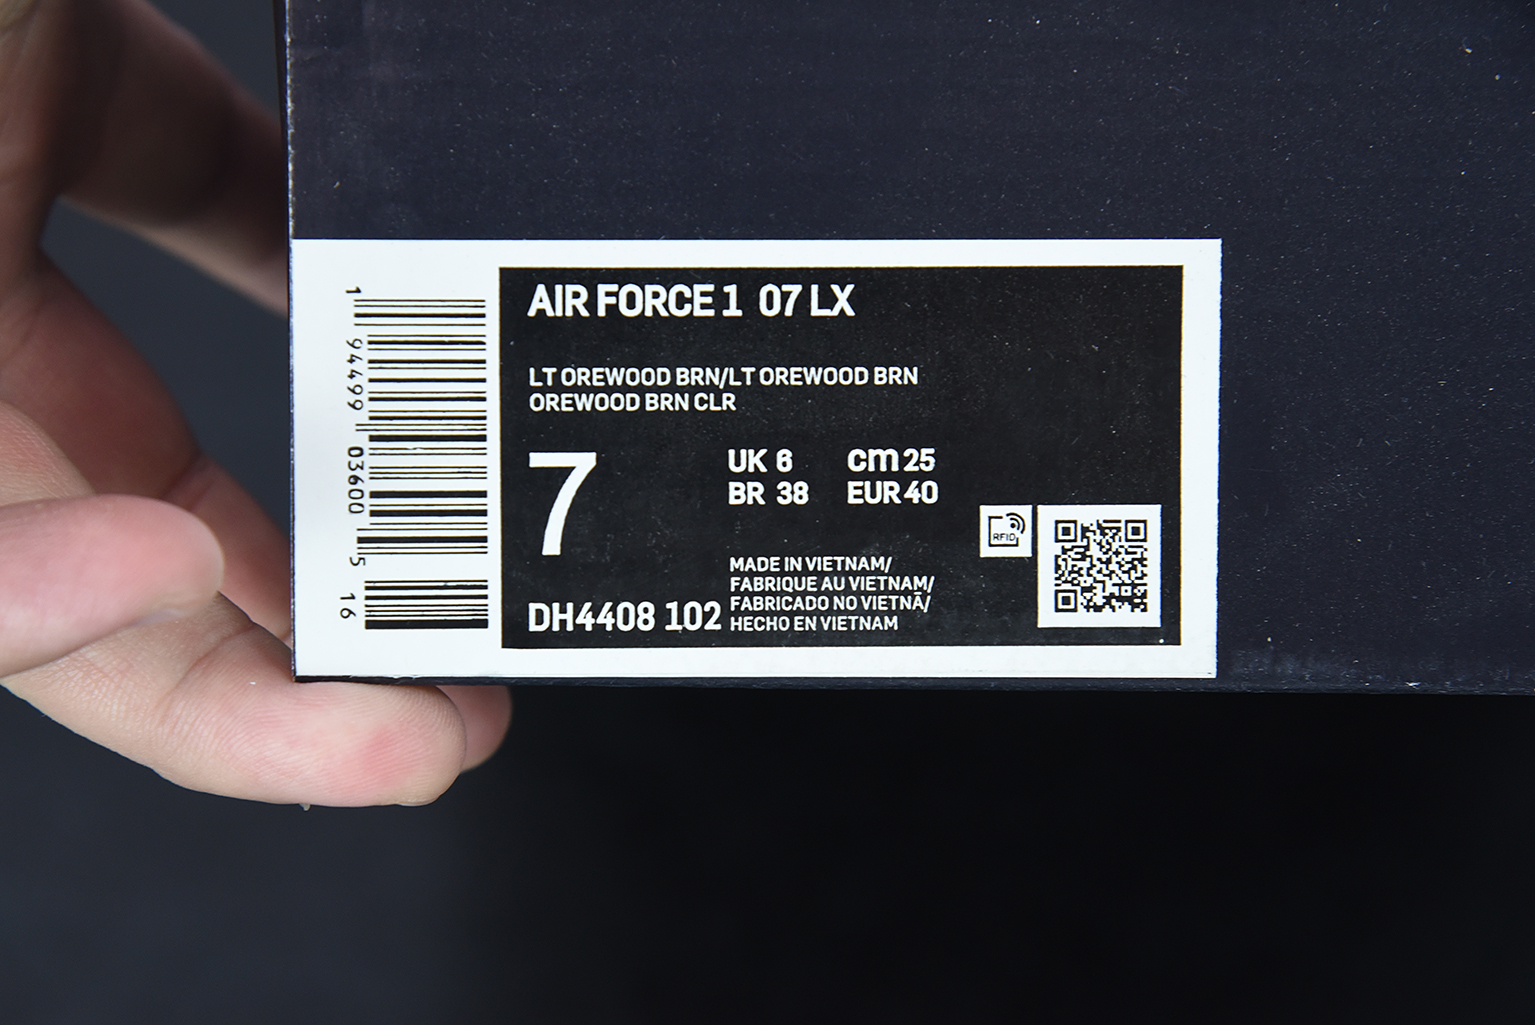 AIR FORCE 1 07 LX
LT OREWOOD BRN/LT OREWOOD BRN
OREWOOD BRN CLR
7
UK 6 cm 25
BR 38 EUR 40
MADE IN VIETNAM/
FABRIQUE AU VIETNAM/
FABRICADO NO VIETNÃ/
HECHO EN VIETNAM
DH4408 102
RFID
1 94499 03600 5 16